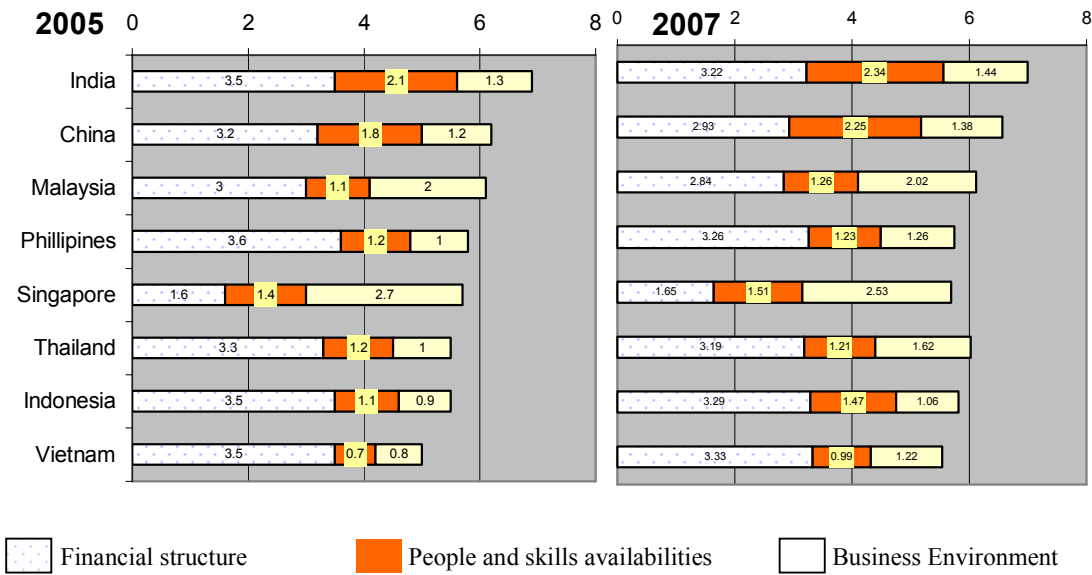 2005 0 2 4 6 8
2007 0 2 4 6 8
India 3.5 2.1 1.3 3.22 2.34 1.44
China 3.2 1.8 1.2 2.93 2.25 1.38
Malaysia 3 1.1 2 2.84 1.26 2.02
Phillipines 3.6 1.2 1 3.26 1.23 1.26
Singapore 1.6 1.4 2.7 1.65 1.51 2.53
Thailand 3.3 1.2 1 3.19 1.21 1.62
Indonesia 3.5 1.1 0.9 3.29 1.47 1.06
Vietnam 3.5 0.7 0.8 3.33 0.99 1.22
Financial structure People and skills availabilities Business Environment